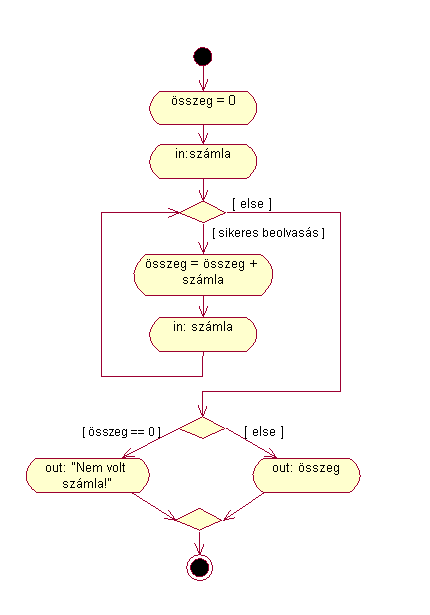 összeg = 0
in:számla
[ else ]
[ sikeres beolvasás ]
összeg = összeg +
számla
in: számla
[ összeg == 0 ]
[ else ]
out: "Nem volt
számla!"
out: összeg